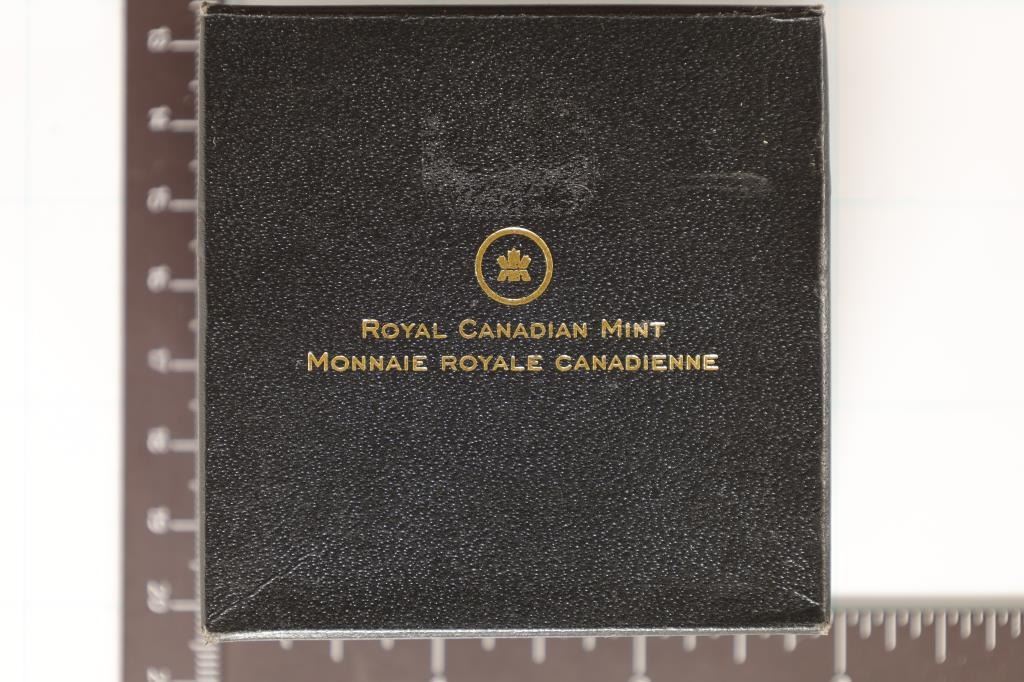 ROYAL CANADIAN MINT
MONNAIE ROYALE CANADIENNE